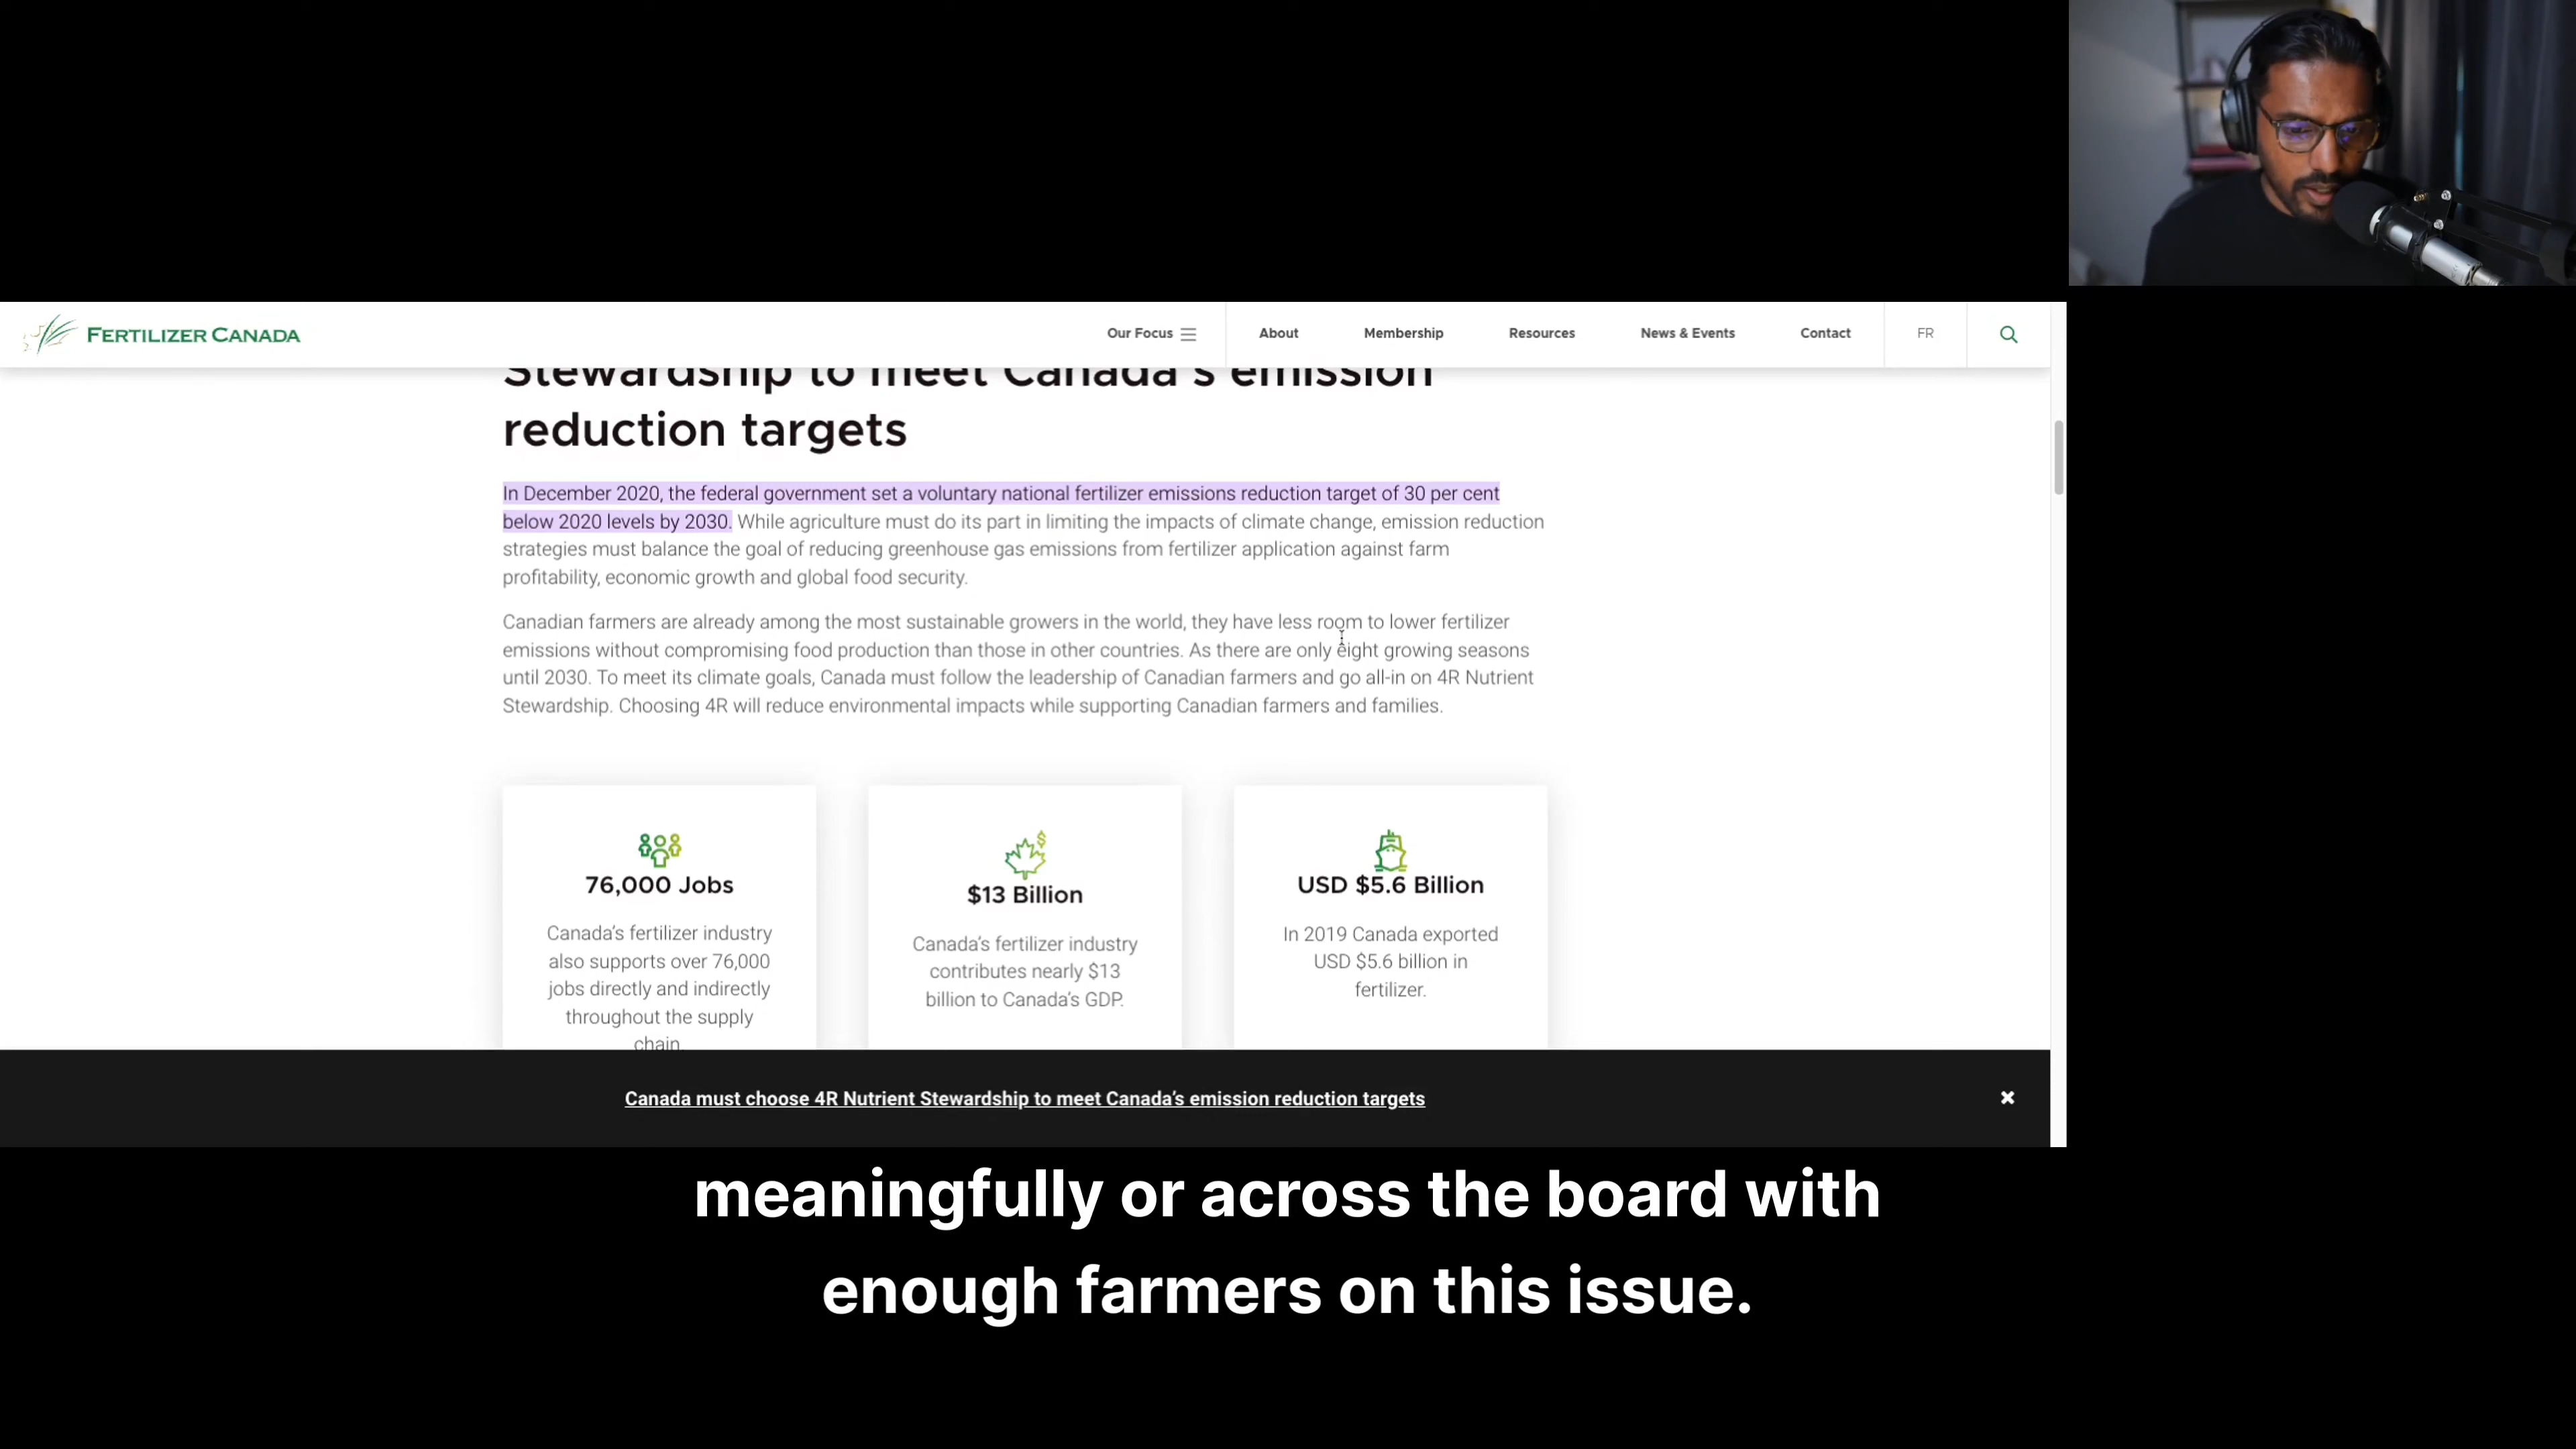 FERTILIZER CANADA
Our Focus
About
Membership
Resources
News & Events
Contact
FR
Stewardship to meet Canada's emission
reduction targets
In December 2020, the federal government set a voluntary national fertilizer emissions reduction target of 30 per cent
below 2020 levels by 2030. While agriculture must do its part in limiting the impacts of climate change, emission reduction
strategies must balance the goal of reducing greenhouse gas emissions from fertilizer application against farm
profitability, economic growth and global food security.
Canadian farmers are already among the most sustainable growers in the world, they have less room to lower fertilizer
emissions without compromising food production than those in other countries. As there are only eight growing seasons
until 2030. To meet its climate goals, Canada must follow the leadership of Canadian farmers and go all-in on 4R Nutrient
Stewardship. Choosing 4R will reduce environmental impacts while supporting Canadian farmers and families.
76,000 Jobs
Canada's fertilizer industry
also supports over 76,000
jobs directly and indirectly
throughout the supply
chain.
$13 Billion
Canada's fertilizer industry
contributes nearly $13
billion to Canada's GDP.
USD $5.6 Billion
In 2019 Canada exported
USD $5.6 billion in
fertilizer.
Canada must choose 4R Nutrient Stewardship to meet Canada's emission reduction targets
meaningfully or across the board with
enough farmers on this issue.